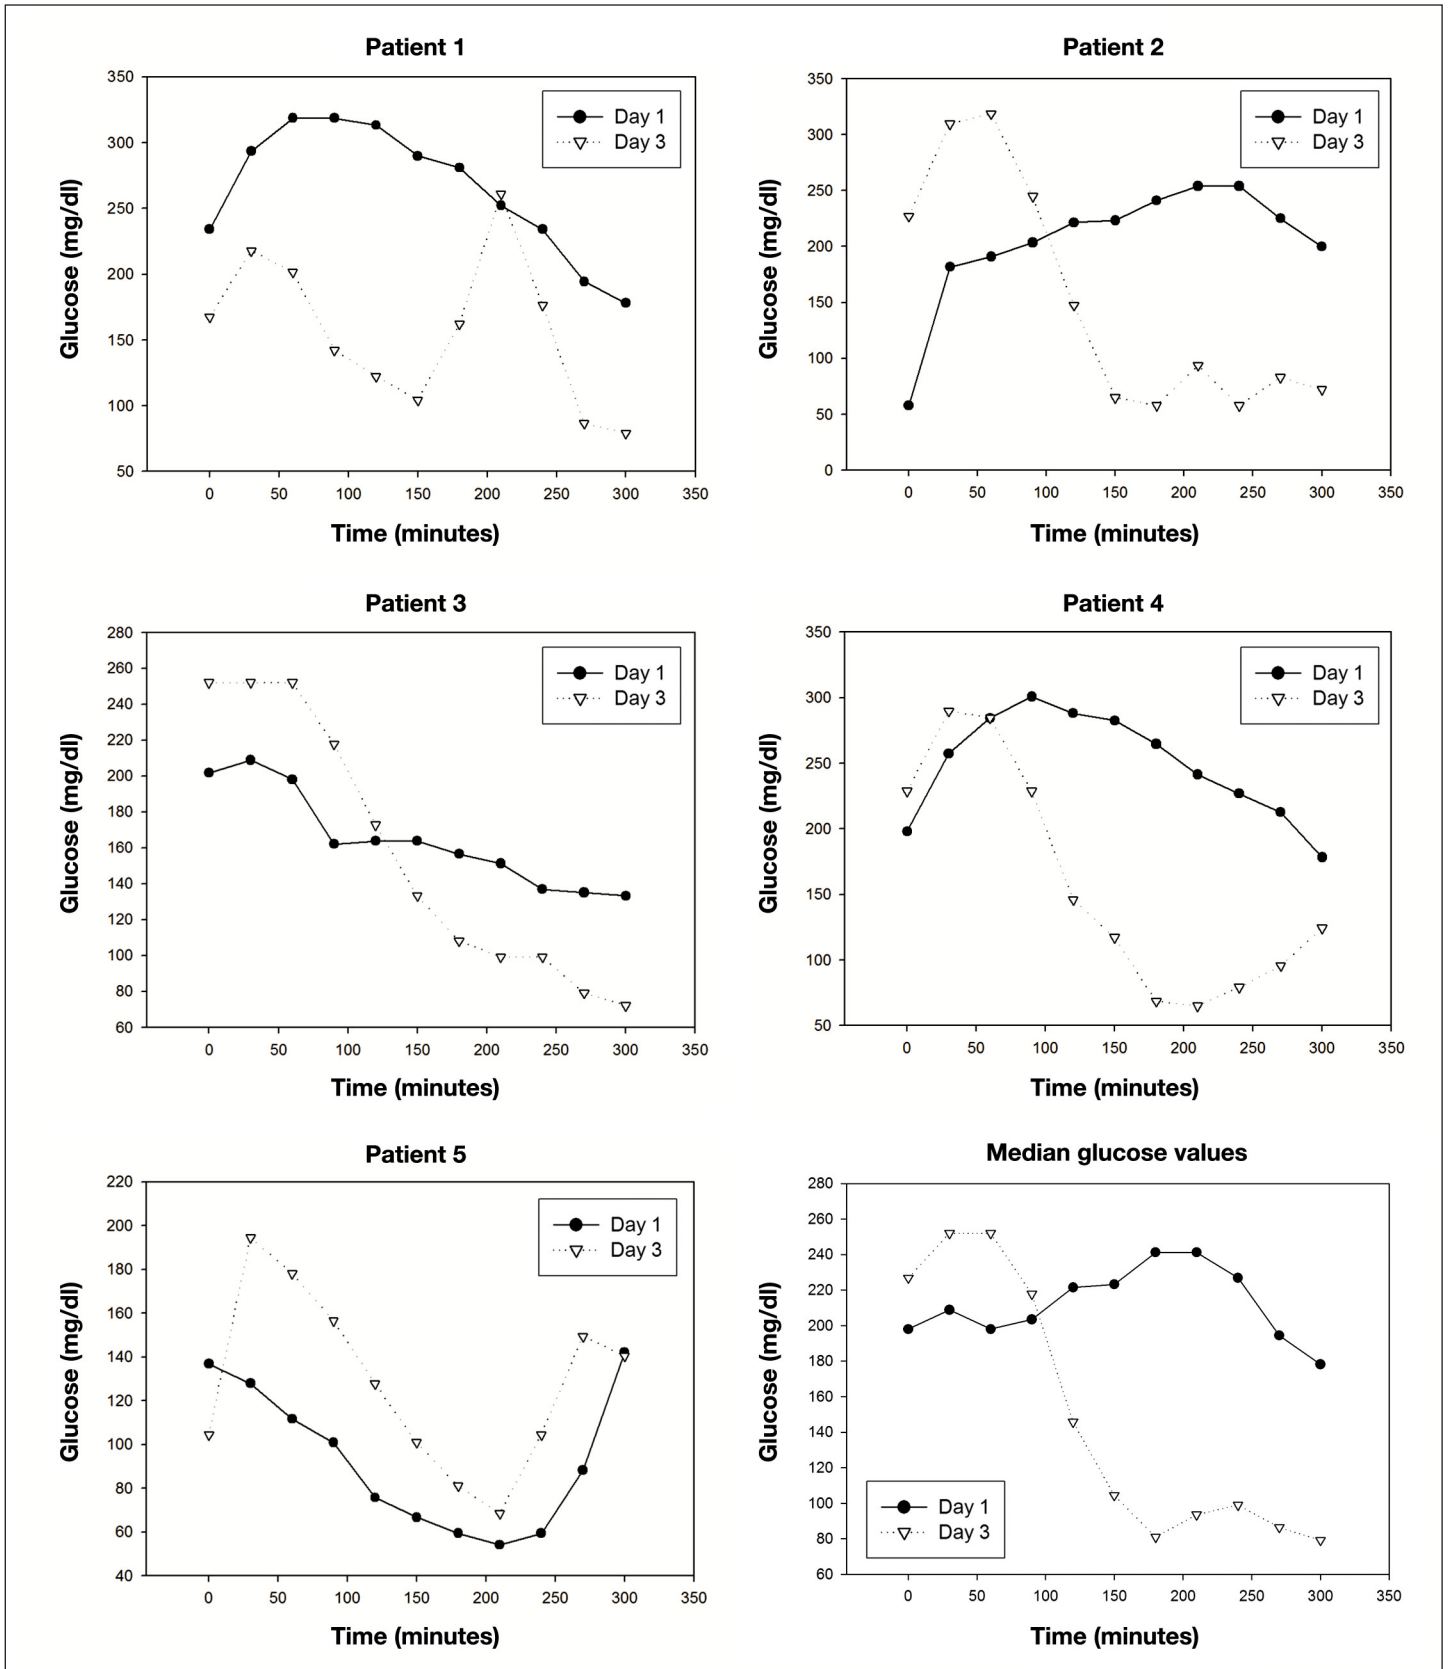 Patient 1
350
300
250
200
150
100
50
Glucose (mg/dl)
Day 1
Day 3
0 50 100 150 200 250 300 350
Time (minutes)
Patient 2
350
300
250
200
150
100
50
0
Glucose (mg/dl)
Day 1
Day 3
0 50 100 150 200 250 300 350
Time (minutes)
Patient 3
280
260
240
220
200
180
160
140
120
100
80
60
Glucose (mg/dl)
Day 1
Day 3
0 50 100 150 200 250 300 350
Time (minutes)
Patient 4
350
300
250
200
150
100
50
Glucose (mg/dl)
Day 1
Day 3
0 50 100 150 200 250 300 350
Time (minutes)
Patient 5
220
200
180
160
140
120
100
80
60
40
Glucose (mg/dl)
Day 1
Day 3
0 50 100 150 200 250 300 350
Time (minutes)
Median glucose values
280
260
240
220
200
180
160
140
120
100
80
60
Glucose (mg/dl)
Day 1
Day 3
0 50 100 150 200 250 300 350
Time (minutes)